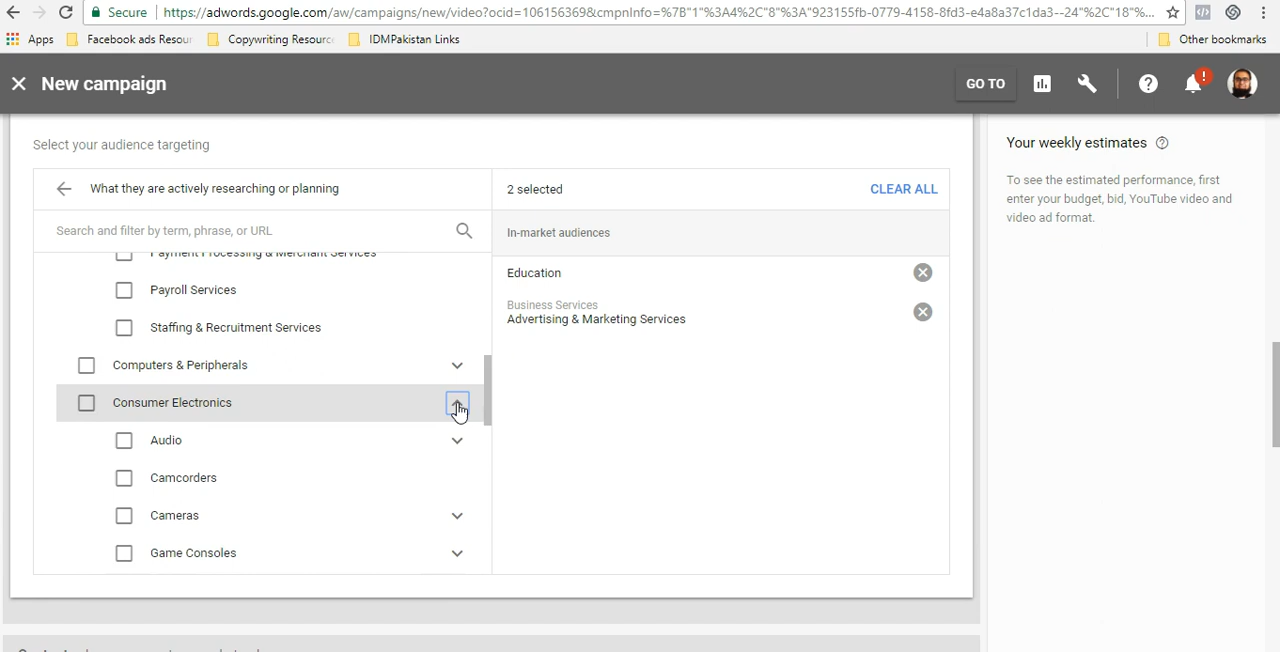 Secure https://adwords.google.com/aw/campaigns/new/video?ocid=106156369&cmpnInfo=%7B"1"%3A4%2C"8"%3A"923155fb-0779-4158-8fd3-e4a8a37c1da3--24"%2C"18"%...
Apps Facebook ads Resou Copywriting Resourc IDMPakistan Links Other bookmarks
New campaign GO TO
Select your audience targeting
Your weekly estimates
To see the estimated performance, first
enter your budget, bid, YouTube video and
video ad format.
What they are actively researching or planning
2 selected CLEAR ALL
Search and filter by term, phrase, or URL
In-market audiences
Payment Processing & Merchant Services
Education
Payroll Services
Business Services
Advertising & Marketing Services
Staffing & Recruitment Services
Computers & Peripherals
Consumer Electronics
Audio
Camcorders
Cameras
Game Consoles